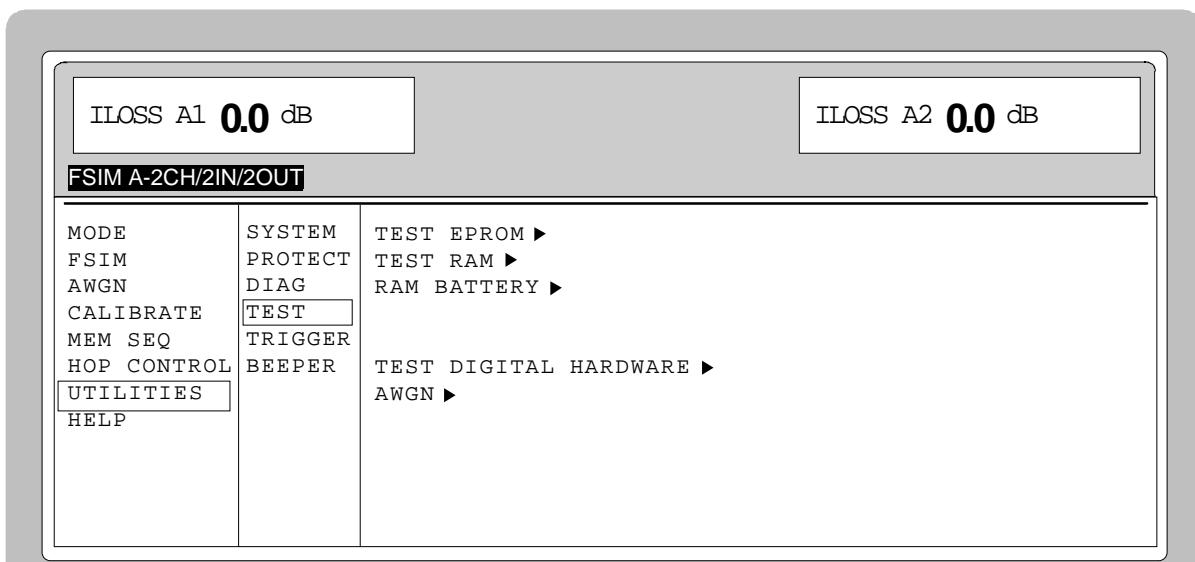 ILOSS A1 0.0 dB
ILOSS A2 0.0 dB
FSIM A-2CH/2IN/2OUT
MODE
FSIM
AWGN
CALIBRATE
MEM SEQ
HOP CONTROL
UTILITIES
HELP
SYSTEM
PROTECT
DIAG
TEST
TRIGGER
BEEPER
TEST EPROM ▶
TEST RAM ▶
RAM BATTERY ▶
TEST DIGITAL HARDWARE ▶
AWGN ▶